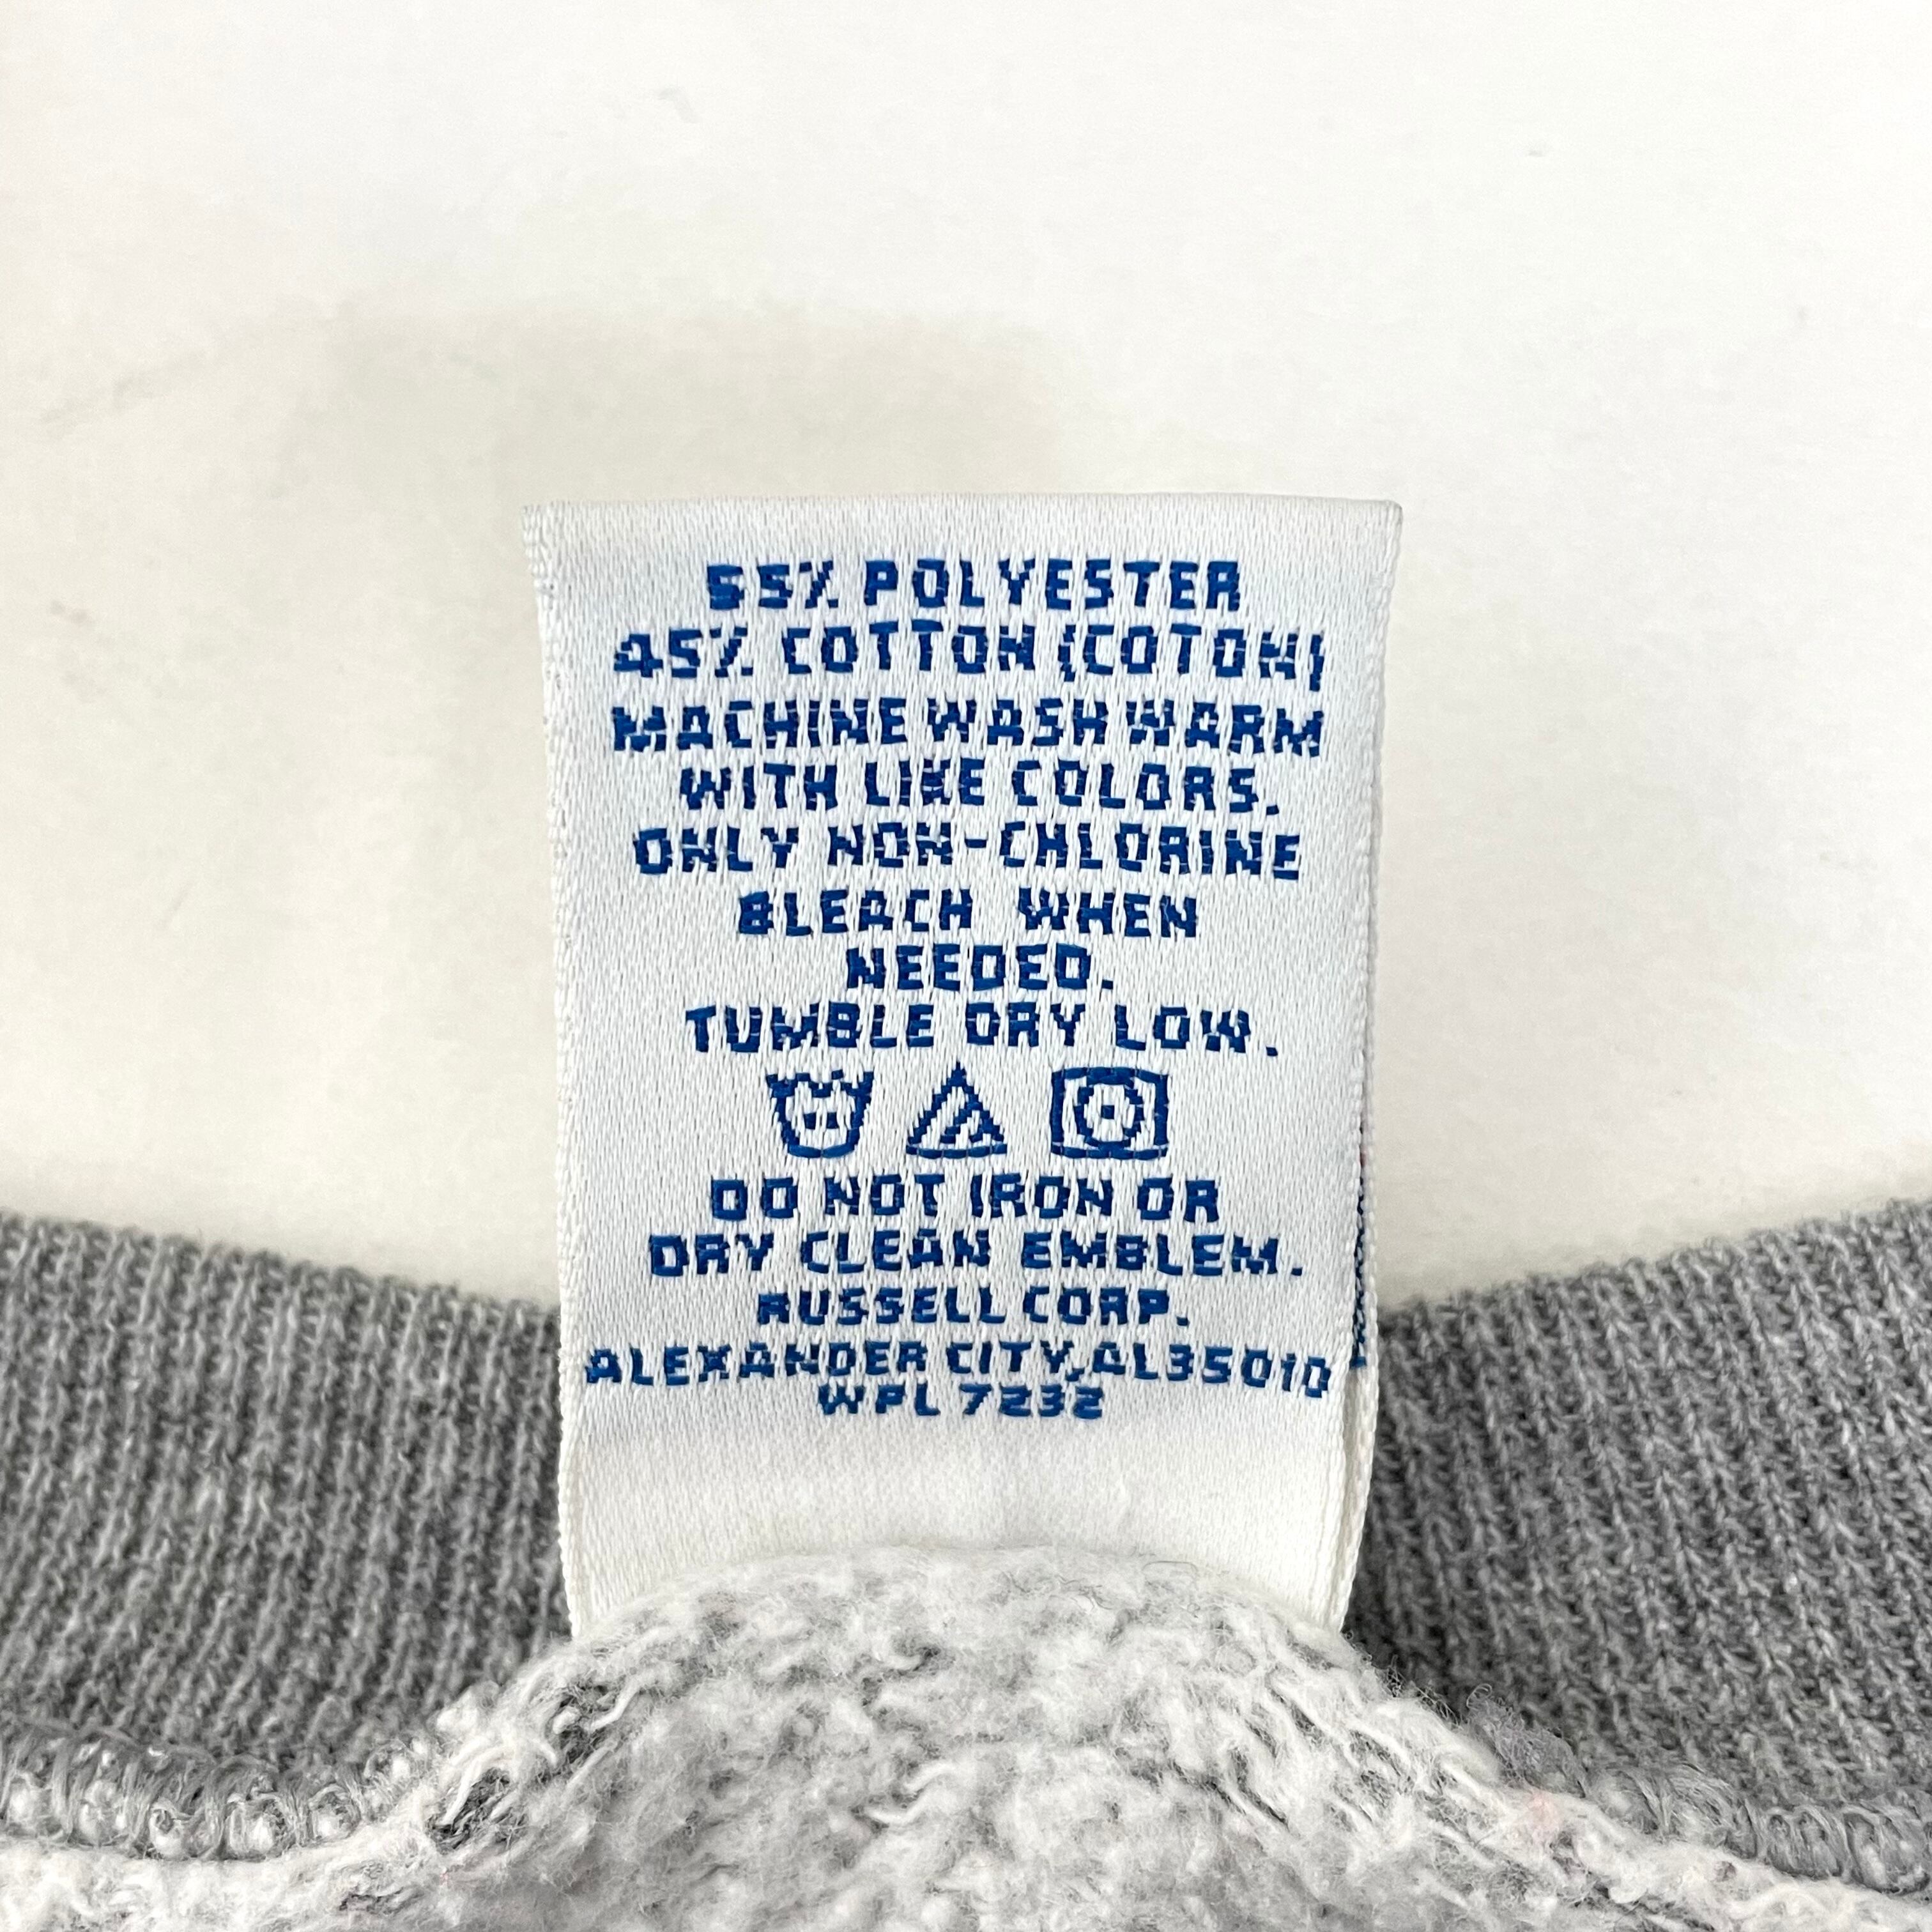 55% POLYESTER
45% COTTON (COTON)
MACHINE WASH WARM
WITH LIKE COLORS.
ONLY NON-CHLORINE
BLEACH WHEN
NEEDED.
TUMBLE DRY LOW.
DO NOT IRON OR
DRY CLEAN EMBLEM.
RUSSELL CORP.
ALEXANDER CITY, AL35010
WPL 7232